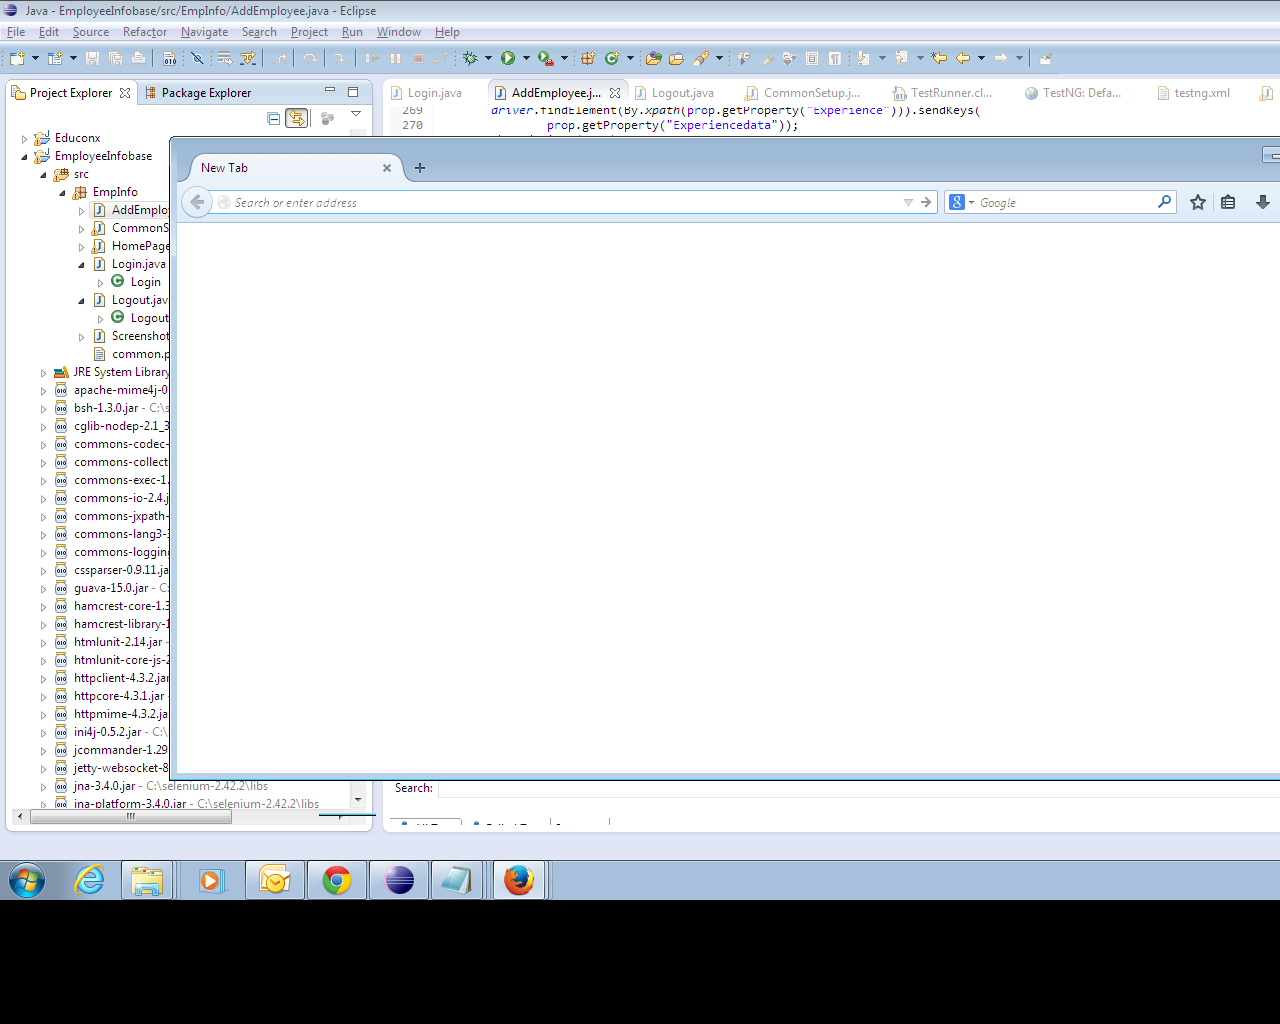 Java - EmployeeInfobase/src/EmpInfo/AddEmployee.java - Eclipse
File Edit Source Refactor Navigate Search Project Run Window Help
Project Explorer Package Explorer
Login.java AddEmployee.j... Logout.java CommonSetup.j... TestRunner.cl... TestNG: Defa... testng.xml
269 driver.findElement(By.xpath(prop.getProperty("Experience"))).sendKeys(
270 prop.getProperty("Experiencedata"));
Educonx
EmployeeInfobase
src
EmpInfo
AddEmplo
CommonS
HomePage
Login.java
Login
Logout.jav
Logout
Screenshot
common.p
JRE System Library
apache-mime4j-0
bsh-1.3.0.jar - C:\s
cglib-nodep-2.1_3
commons-codec-
commons-collect
commons-exec-1.
commons-io-2.4.j
commons-jxpath-
commons-lang3-3
commons-logging
cssparser-0.9.11.ja
guava-15.0.jar - C:
hamcrest-core-1.3
hamcrest-library-1
htmlunit-2.14.jar -
htmlunit-core-js-2
httpclient-4.3.2.jar
httpcore-4.3.1.jar -
httpmime-4.3.2.ja
ini4j-0.5.2.jar - C:\
jcommander-1.29
jetty-websocket-8
jna-3.4.0.jar - C:\selenium-2.42.2\libs
jna-platform-3.4.0.jar - C:\selenium-2.42.2\libs
New Tab
Search or enter address
Google
Search: